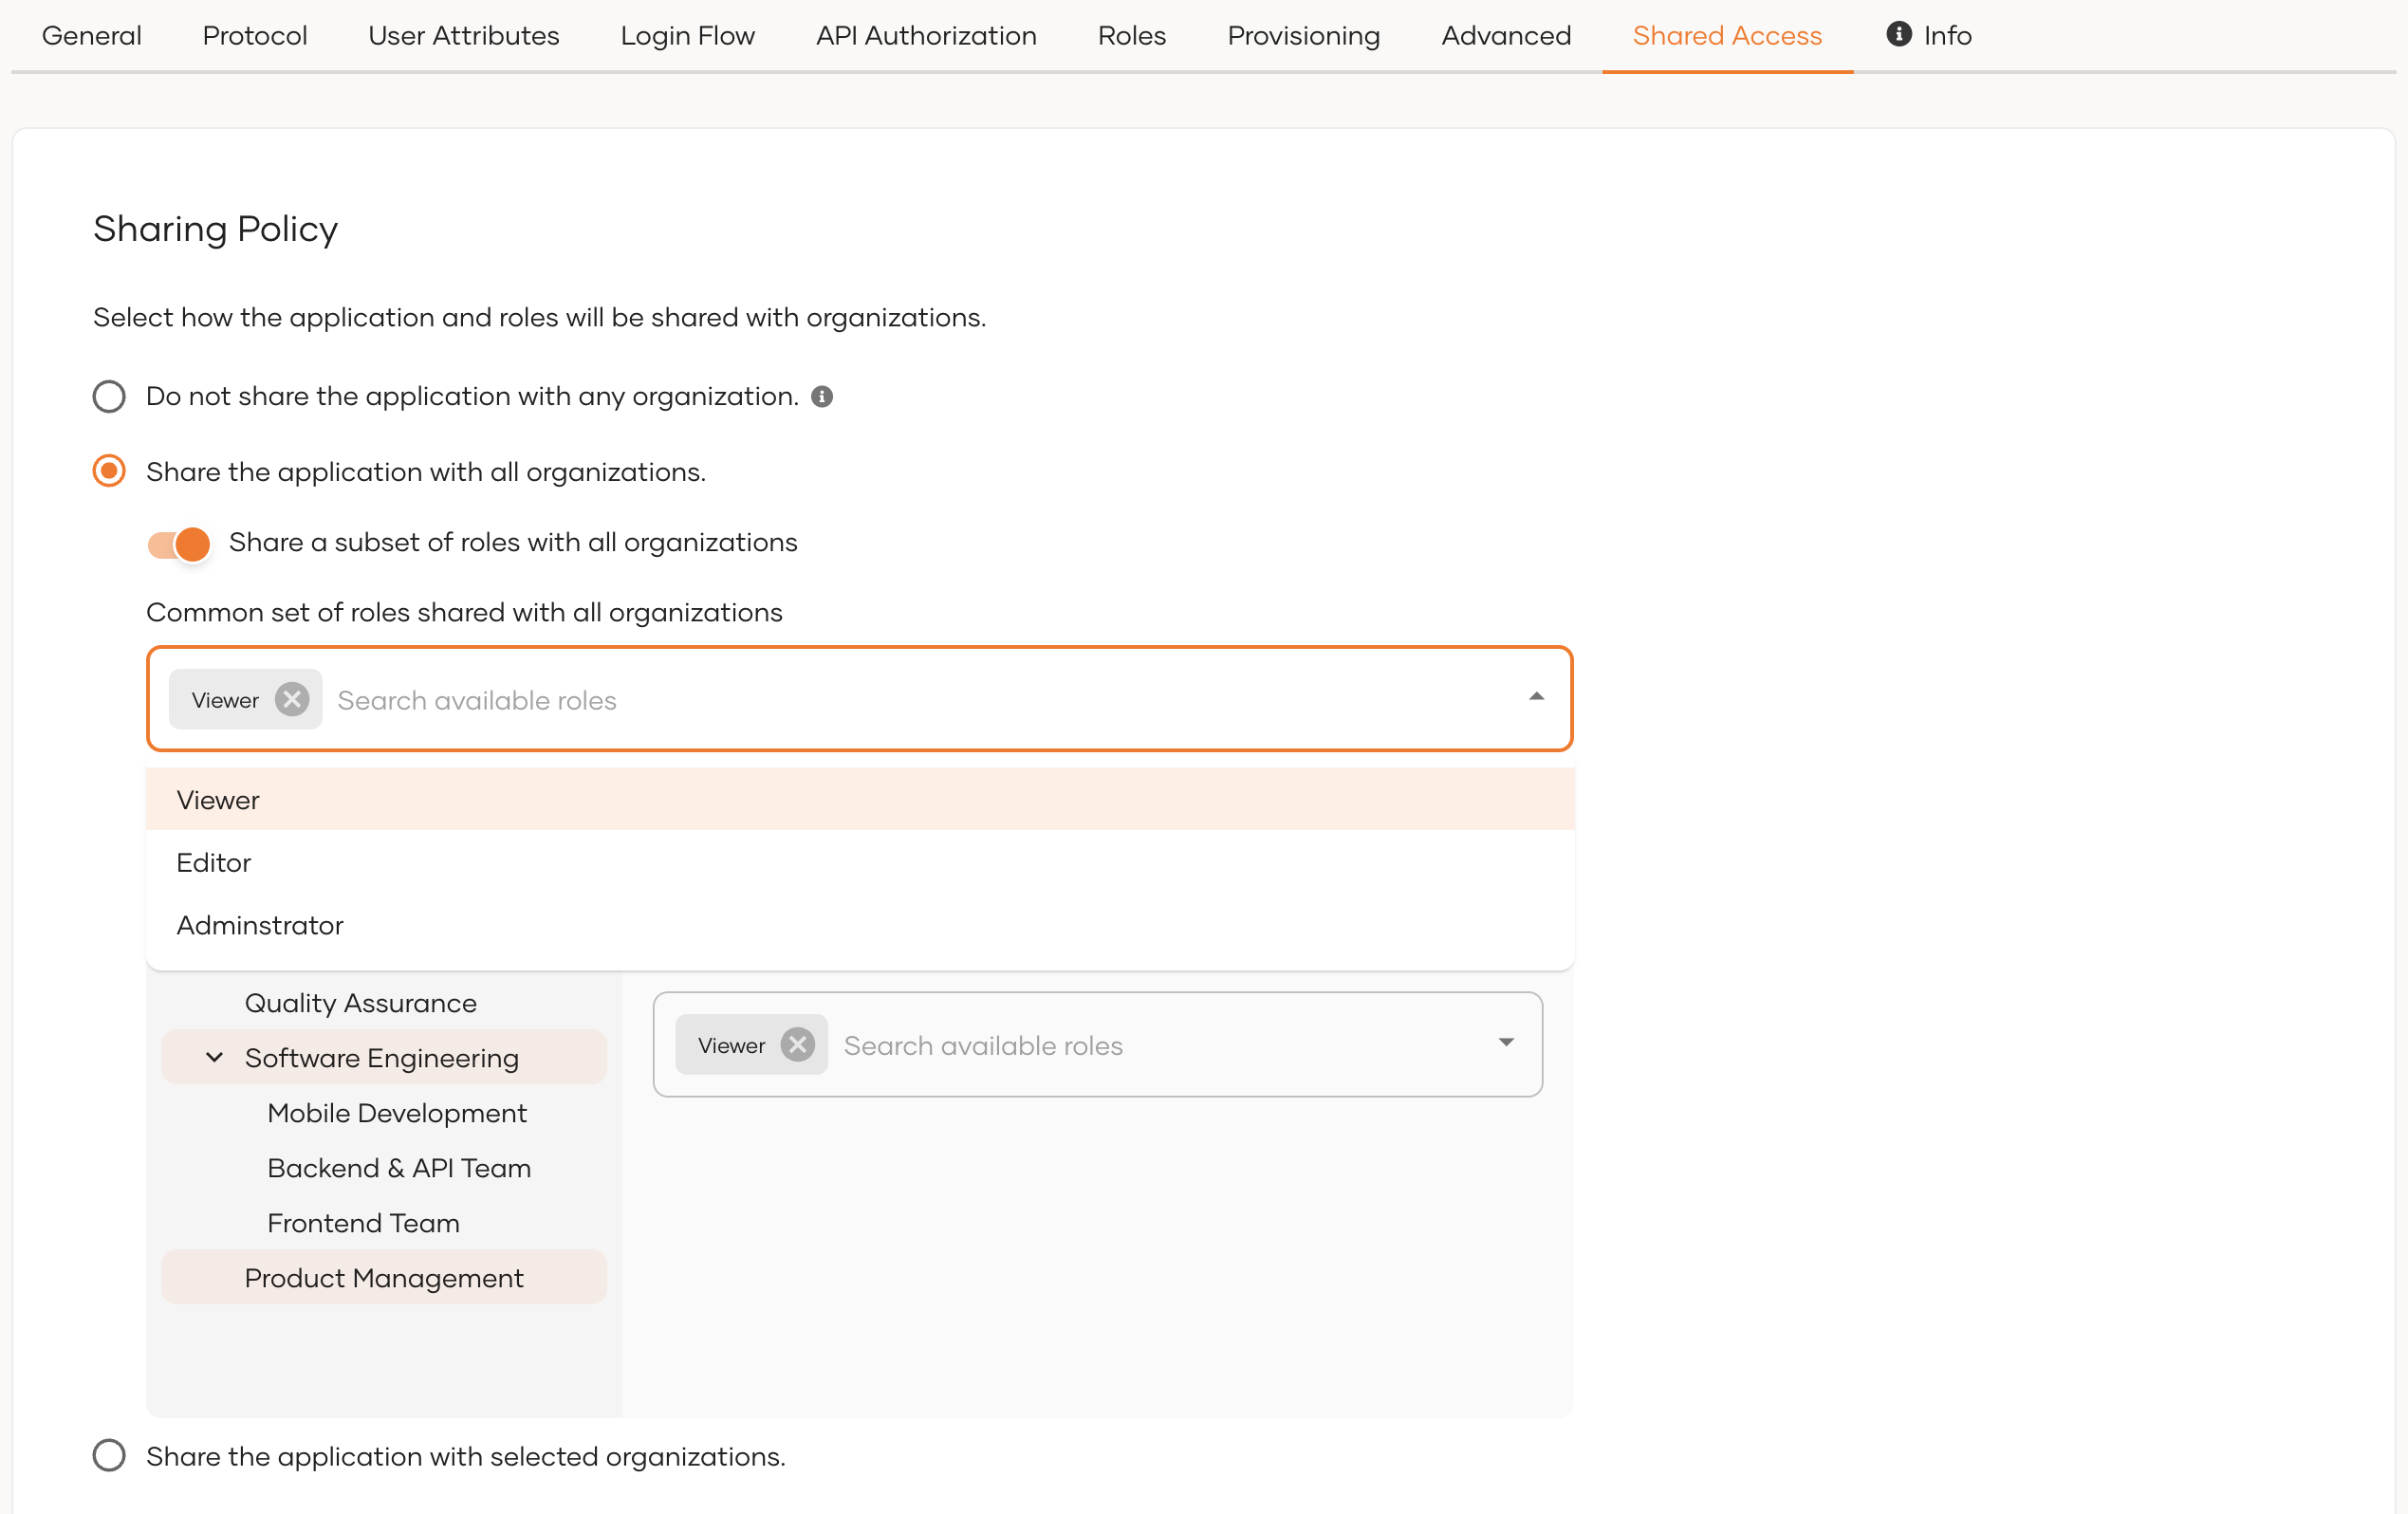 General Protocol User Attributes Login Flow API Authorization Roles Provisioning Advanced Shared Access Info
Sharing Policy
Select how the application and roles will be shared with organizations.
Do not share the application with any organization.
Share the application with all organizations.
Share a subset of roles with all organizations
Common set of roles shared with all organizations
Viewer Search available roles
Viewer
Editor
Adminstrator
Quality Assurance
Viewer Search available roles
Software Engineering
Mobile Development
Backend & API Team
Frontend Team
Product Management
Share the application with selected organizations.